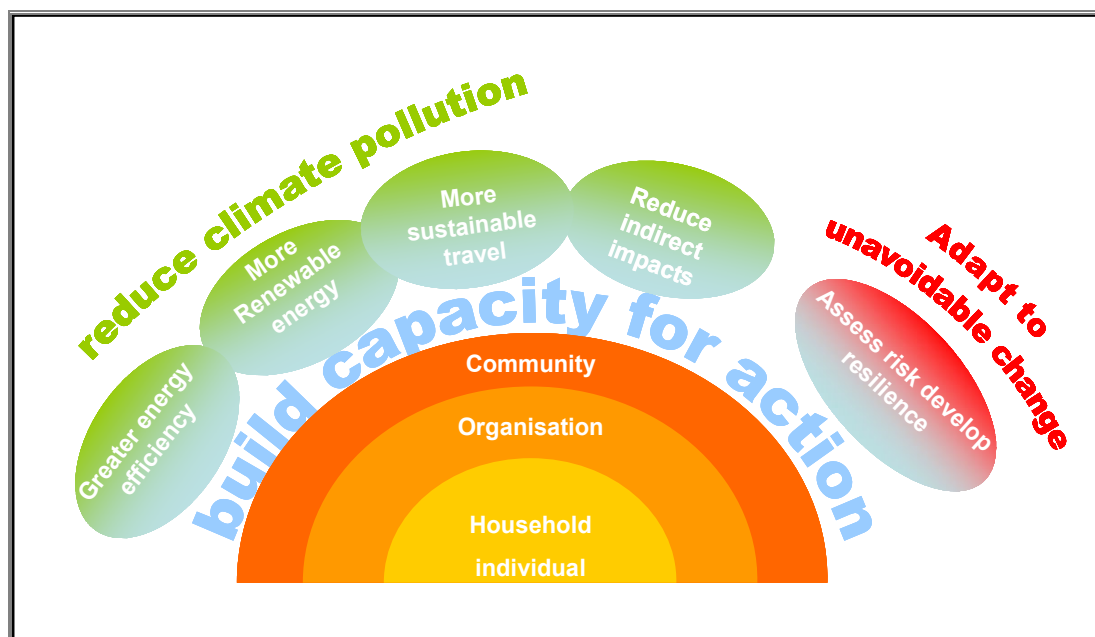 reduce climate pollution
Greater energy
efficiency
More
Renewable
energy
More
sustainable
travel
Reduce
indirect
impacts
Adapt to
unavoidable change
Assess risk develop
resilience
build capacity for action
Community
Organisation
Household
individual